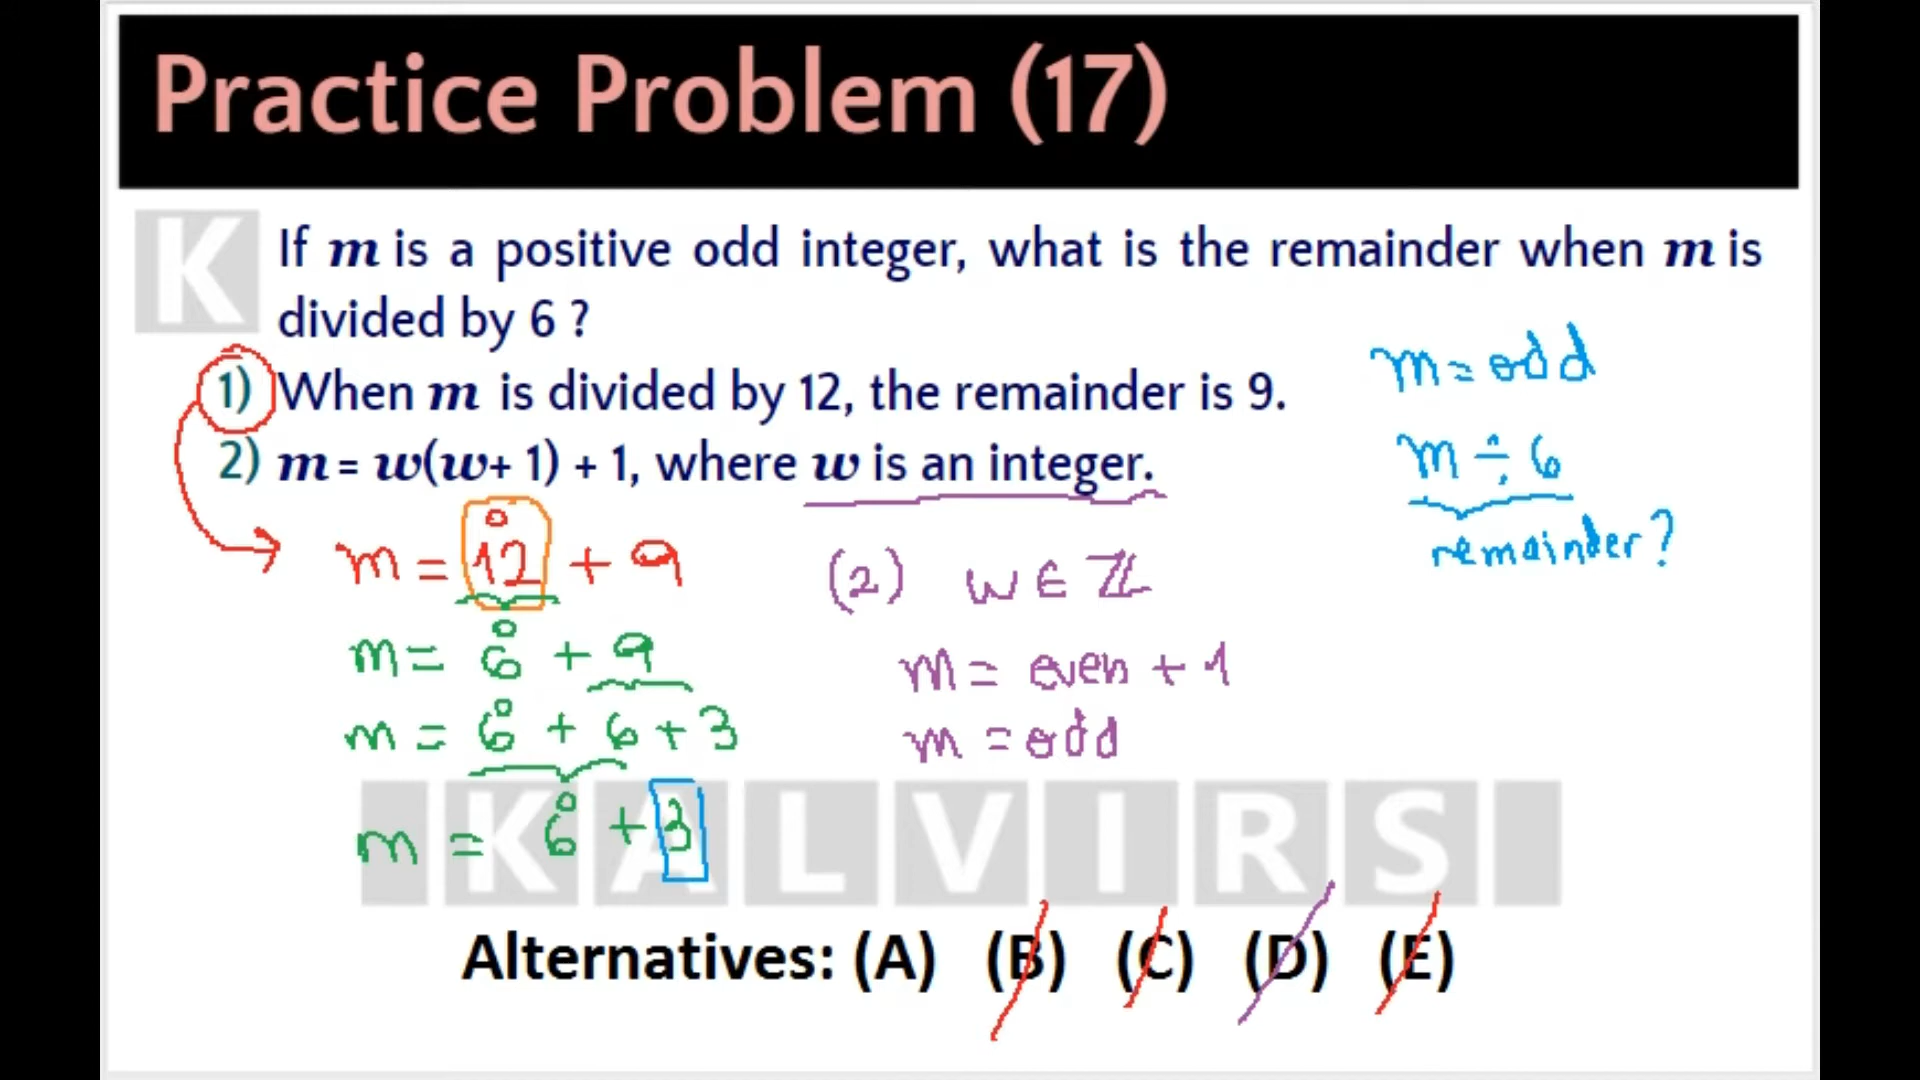 Practice Problem (17)
K
If m is a positive odd integer, what is the remainder when m is
divided by 6 ?
1) When m is divided by 12, the remainder is 9.
2) m = w(w+ 1) + 1, where w is an integer.
m = odd
m ÷ 6
remainder?
m = 12° + 9
m = 6° + 9
m = 6° + 6 + 3
m = 6° + 3
(2) w ∈ ℤ
m = even + 1
m = odd
KALVIRS
Alternatives: (A) (B) (C) (D) (E)